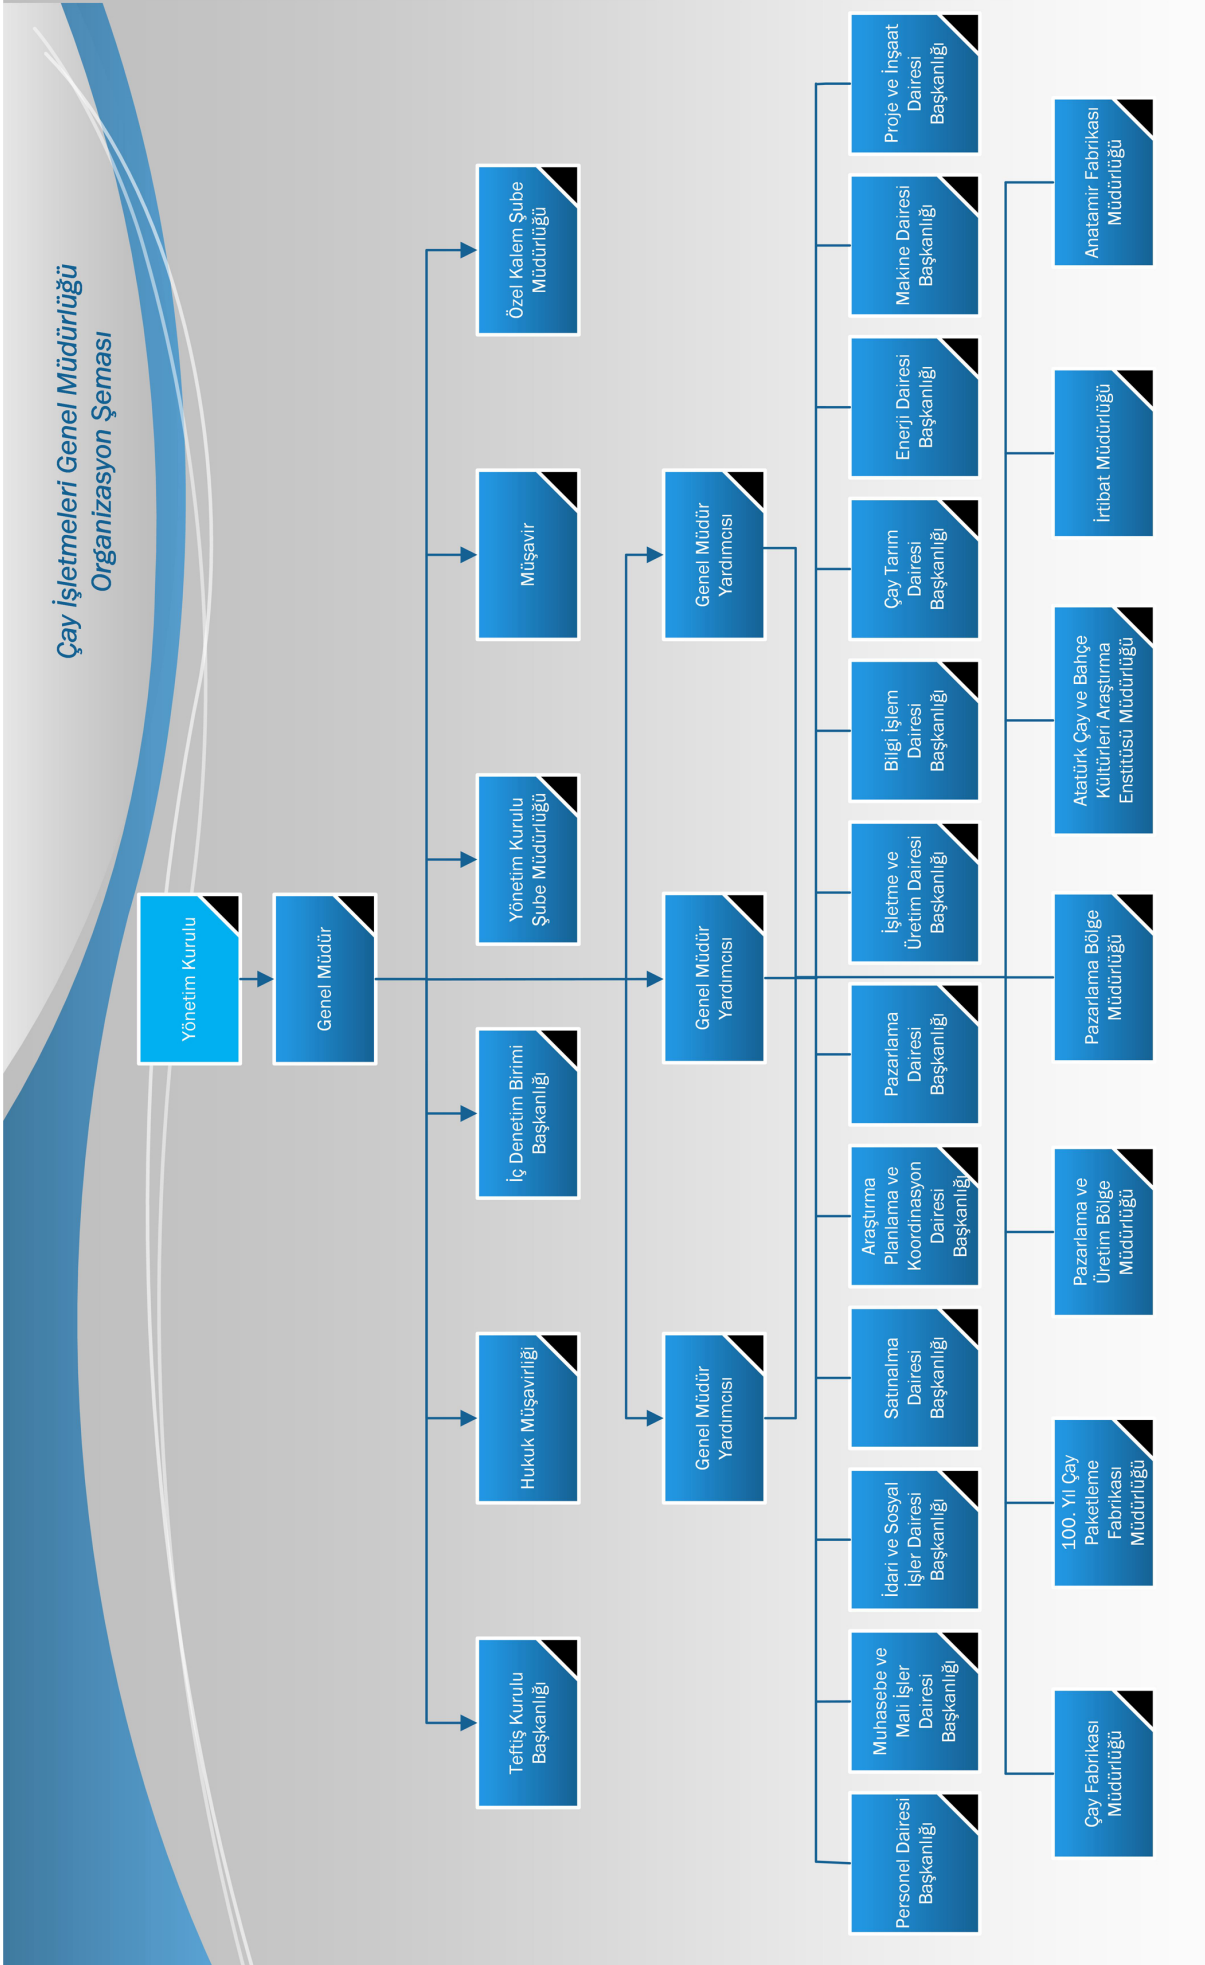 Çay İşletmeleri Genel Müdürlüğü
Organizasyon Şeması
Yönetim Kurulu
Genel Müdür
Teftiş Kurulu
Başkanlığı
Hukuk Müşavirliği
İç Denetim Birimi
Başkanlığı
Yönetim Kurulu
Şube Müdürlüğü
Müşavir
Özel Kalem Şube
Müdürlüğü
Genel Müdür
Yardımcısı
Genel Müdür
Yardımcısı
Genel Müdür
Yardımcısı
Personel Dairesi
Başkanlığı
Muhasebe ve
Mali İşler
Dairesi
Başkanlığı
İdari ve Sosyal
İşler Dairesi
Başkanlığı
Satınalma
Dairesi
Başkanlığı
Araştırma
Planlama ve
Koordinasyon
Dairesi
Başkanlığı
Pazarlama
Dairesi
Başkanlığı
İşletme ve
Üretim Dairesi
Başkanlığı
Bilgi İşlem
Dairesi
Başkanlığı
Çay Tarım
Dairesi
Başkanlığı
Enerji Dairesi
Başkanlığı
Makine Dairesi
Başkanlığı
Proje ve İnşaat
Dairesi
Başkanlığı
Çay Fabrikası
Müdürlüğü
100. Yıl Çay
Paketleme
Fabrikası
Müdürlüğü
Pazarlama ve
Üretim Bölge
Müdürlüğü
Pazarlama Bölge
Müdürlüğü
Atatürk Çay ve Bahçe
Kültürleri Araştırma
Enstitüsü Müdürlüğü
İrtibat Müdürlüğü
Anatamir Fabrikası
Müdürlüğü